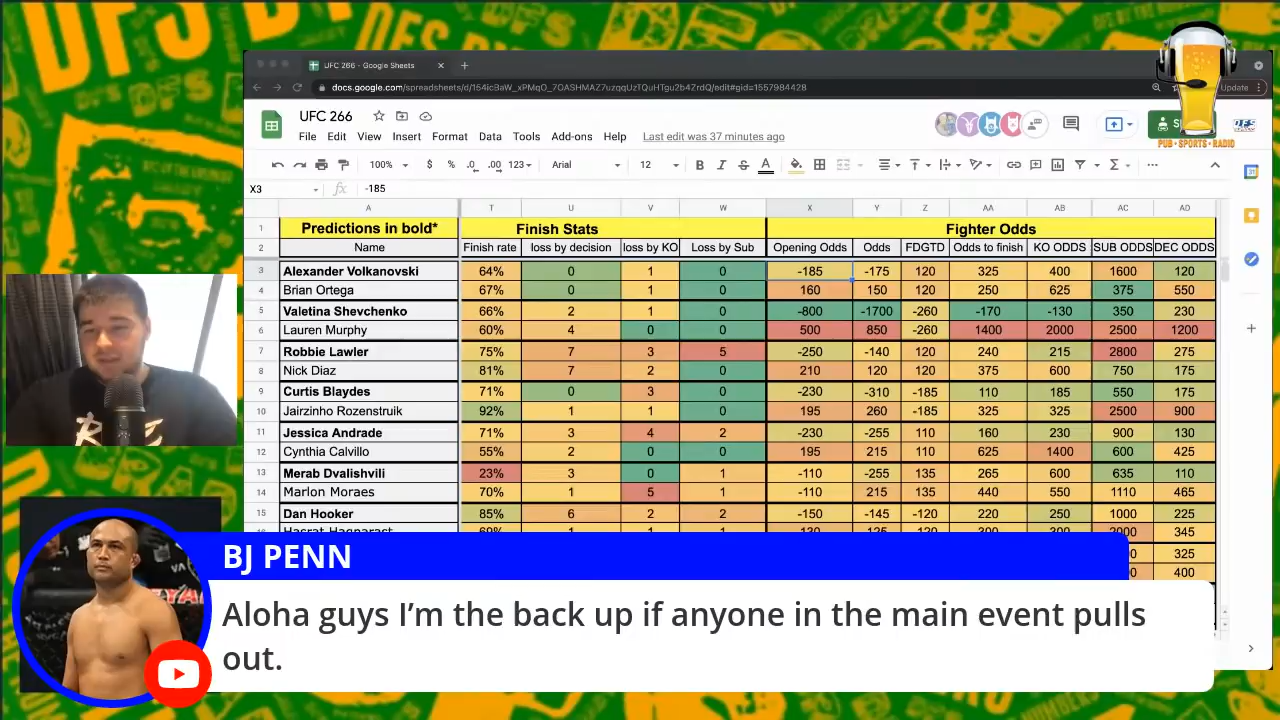 UFC 266 - Google Sheets
docs.google.com/spreadsheets/d/154icBaW_xPMqO_7OASHMAZ7uzqqUzTQuHTgu2b4ZrdQ/edit#gid=1557984428
Update
UFC 266
File Edit View Insert Format Data Tools Add-ons Help Last edit was 37 minutes ago
PUB·SPORTS·RADIO
100% $ % .0 .00 123 Arial 12 B I S A
X3 fx -185
A T U V W X Y Z AA AB AC AD
1 Predictions in bold* Finish Stats Fighter Odds
2 Name Finish rate loss by decision loss by KO Loss by Sub Opening Odds Odds FDGTD Odds to finish KO ODDS SUB ODDS DEC ODDS
3 Alexander Volkanovski 64% 0 1 0 -185 -175 120 325 400 1600 120
4 Brian Ortega 67% 0 1 0 160 150 120 250 625 375 550
5 Valetina Shevchenko 66% 2 1 0 -800 -1700 -260 -170 -130 350 230
6 Lauren Murphy 60% 4 0 0 500 850 -260 1400 2000 2500 1200
7 Robbie Lawler 75% 7 3 5 -250 -140 120 240 215 2800 275
8 Nick Diaz 81% 7 2 0 210 120 120 375 600 750 175
9 Curtis Blaydes 71% 0 3 0 -230 -310 -185 110 185 550 175
10 Jairzinho Rozenstruik 92% 1 1 0 195 260 -185 325 325 2500 900
11 Jessica Andrade 71% 3 4 2 -230 -255 110 160 230 900 130
12 Cynthia Calvillo 55% 2 0 0 195 215 110 625 1400 600 425
13 Merab Dvalishvili 23% 3 0 1 -110 -255 135 265 600 635 110
14 Marlon Moraes 70% 1 5 1 -110 215 135 440 550 1110 465
15 Dan Hooker 85% 6 2 2 -150 -145 -120 220 250 1000 225
345
325
400
BJ PENN
Aloha guys I'm the back up if anyone in the main event pulls
out.